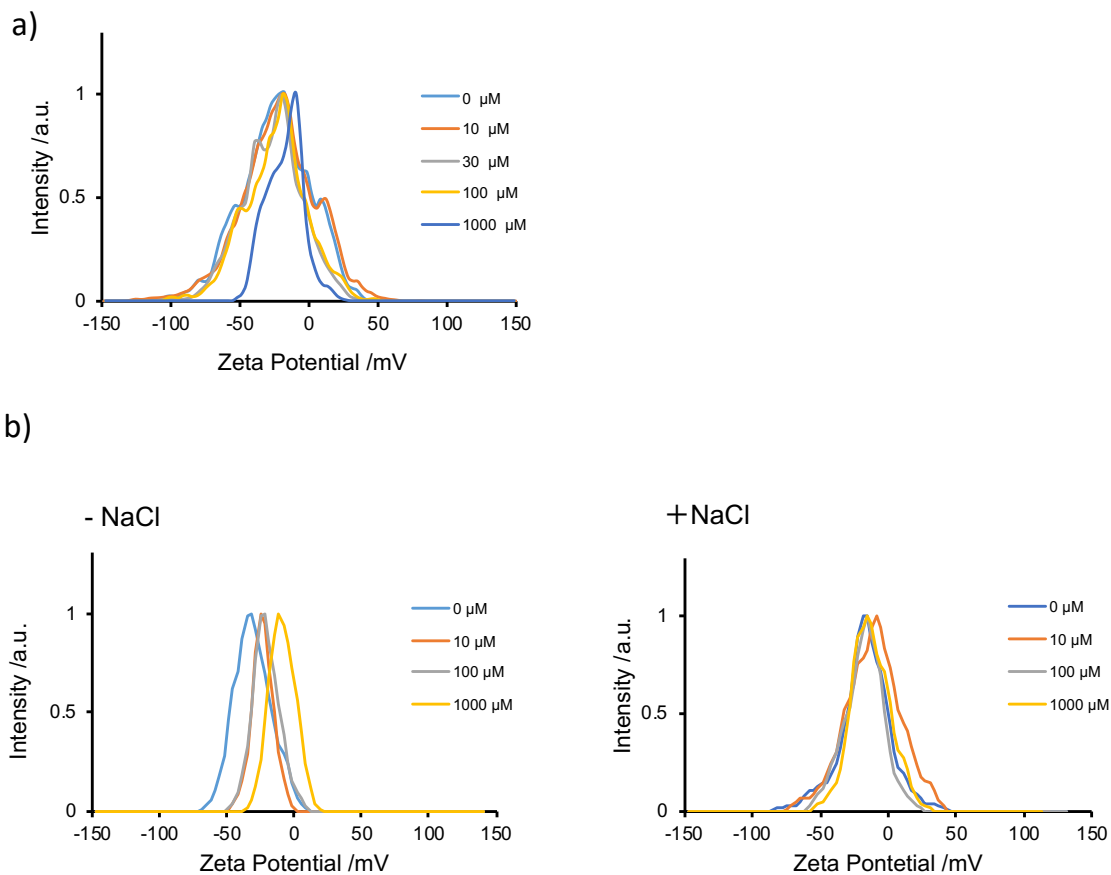 a)
Intensity /a.u.
1
0.5
0
-150
-100
-50
0
50
100
150
Zeta Potential /mV
0 μM
10 μM
30 μM
100 μM
1000 μM
b)
- NaCl
Intensity /a.u.
1
0.5
0
-150
-100
-50
0
50
100
150
Zeta Potential /mV
0 μM
10 μM
100 μM
1000 μM
+NaCl
Intensity /a.u.
1
0.5
0
-150
-100
-50
0
50
100
150
Zeta Pontetial /mV
0 μM
10 μM
100 μM
1000 μM